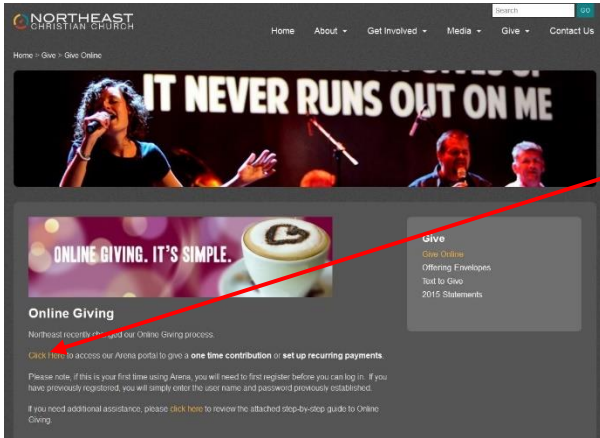 NORTHEAST
CHRISTIAN CHURCH
Search
GO
Home About Get Involved Media Give Contact Us
Home > Give > Give Online
IT NEVER RUNS OUT ON ME
ONLINE GIVING. IT'S SIMPLE.
Give
Give Online
Offering Envelopes
Text to Give
2015 Statements
Online Giving
Northeast recently changed our Online Giving process.
Click Here to access our Arena portal to give a one time contribution or set up recurring payments.
Please note, if this is your first time using Arena, you will need to first register before you can log in. If you
have previously registered, you will simply enter the user name and password previously established.
If you need additional assistance, please click here to review the attached step-by-step guide to Online
Giving.